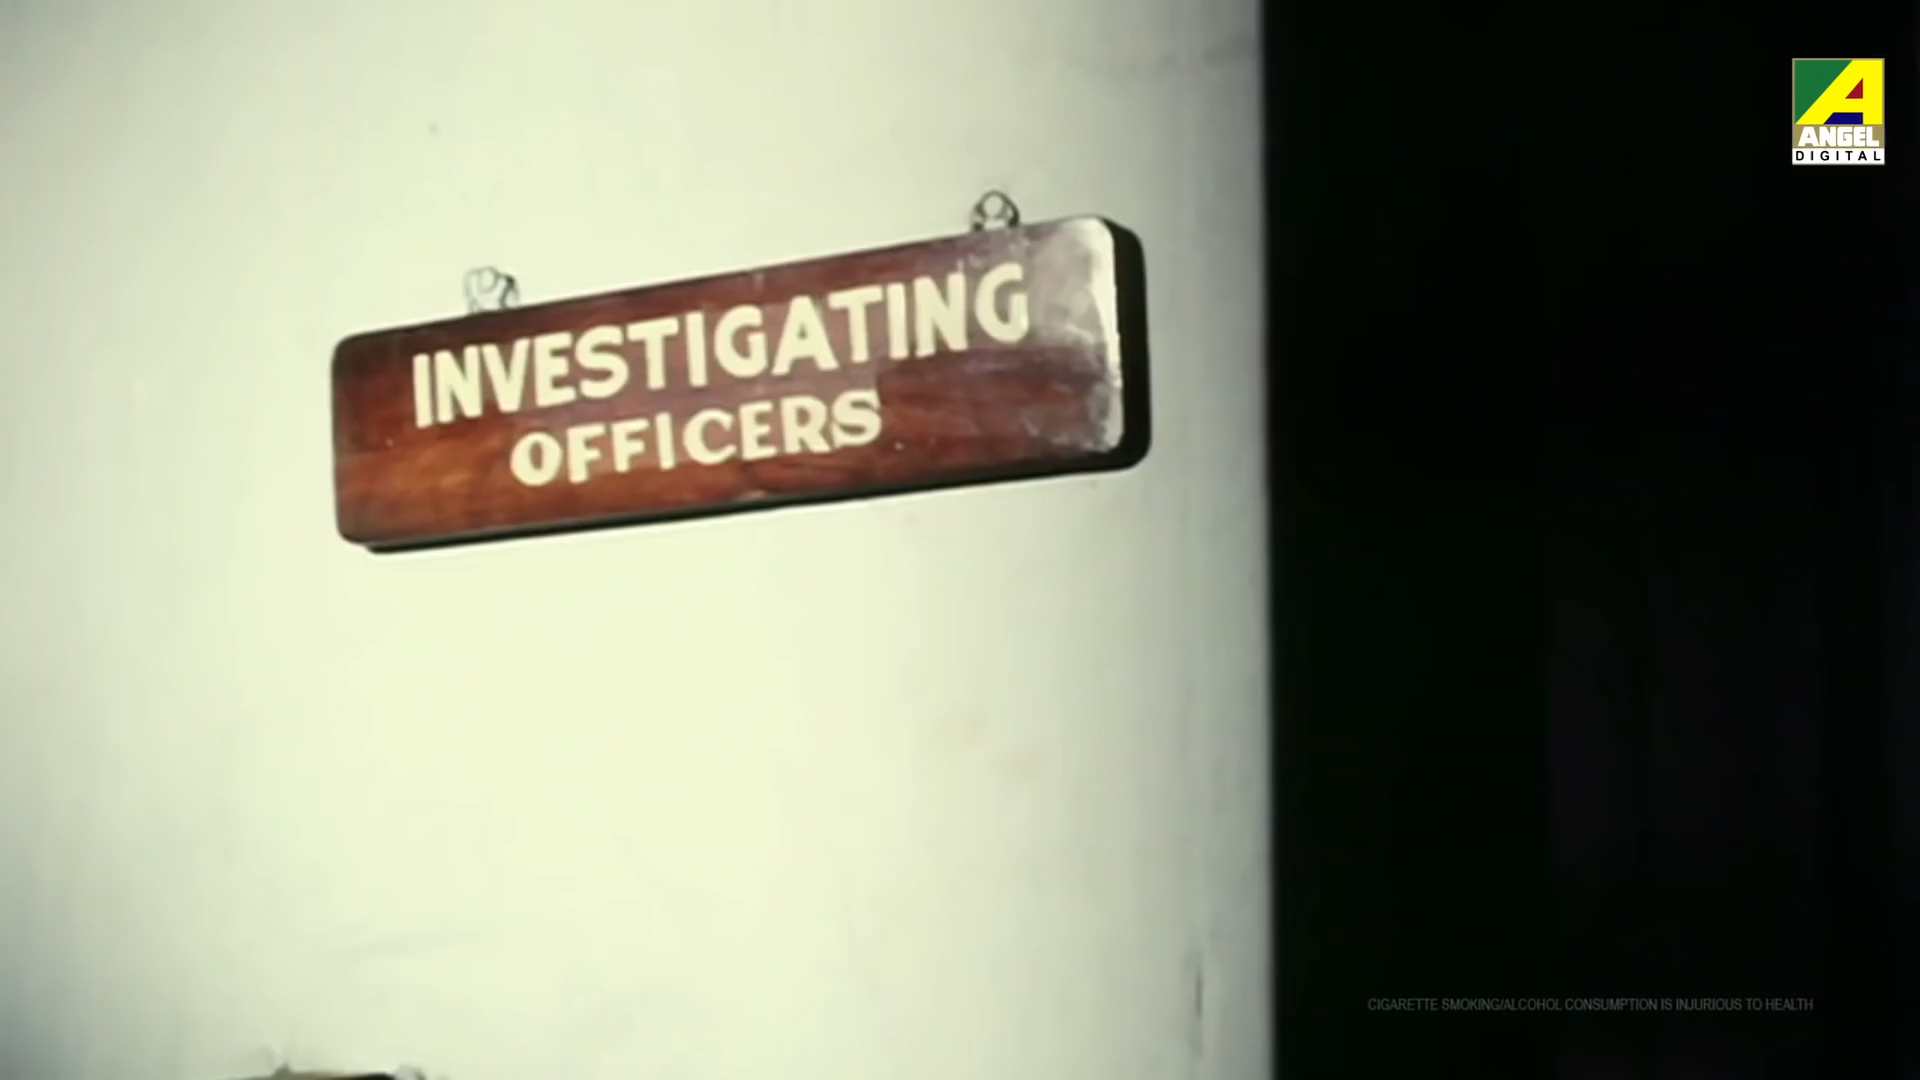 A
ANGEL
DIGITAL
INVESTIGATING
OFFICERS
CIGARETTE SMOKING/ALCOHOL CONSUMPTION IS INJURIOUS TO HEALTH